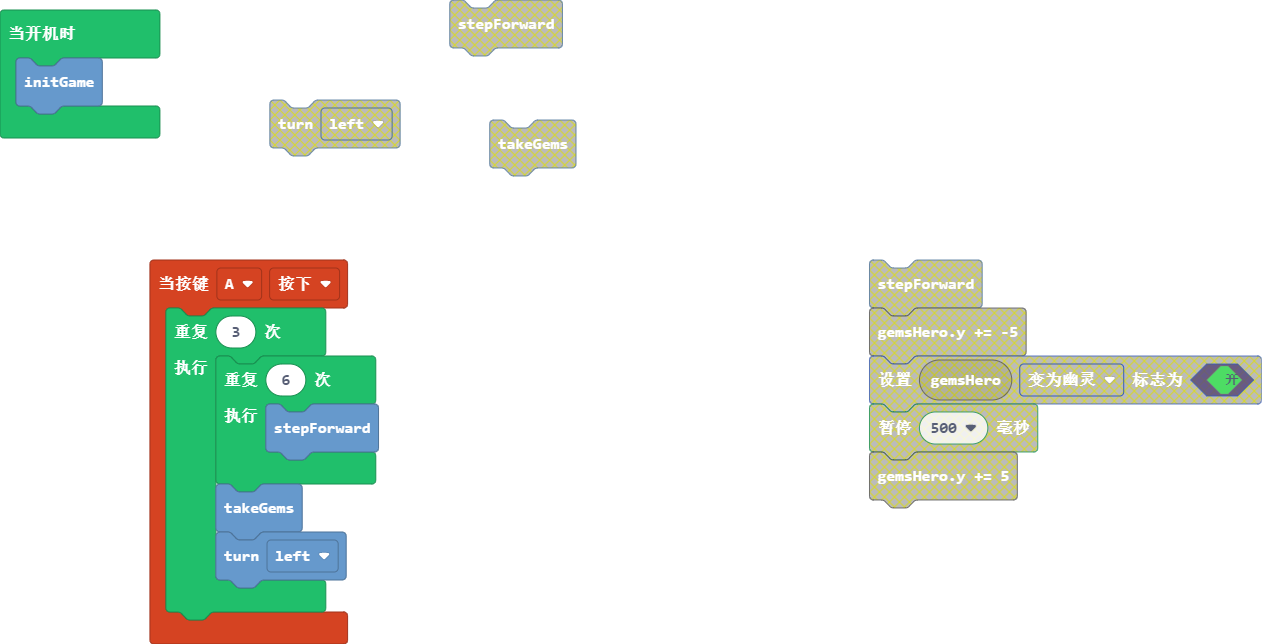 当开机时
initGame
stepForward
turn left
takeGems
当按键 A 按下
重复 3 次
执行
重复 6 次
执行
stepForward
takeGems
turn left
stepForward
gemsHero.y += -5
设置 gemsHero 变为幽灵 标志为 开
暂停 500 毫秒
gemsHero.y += 5